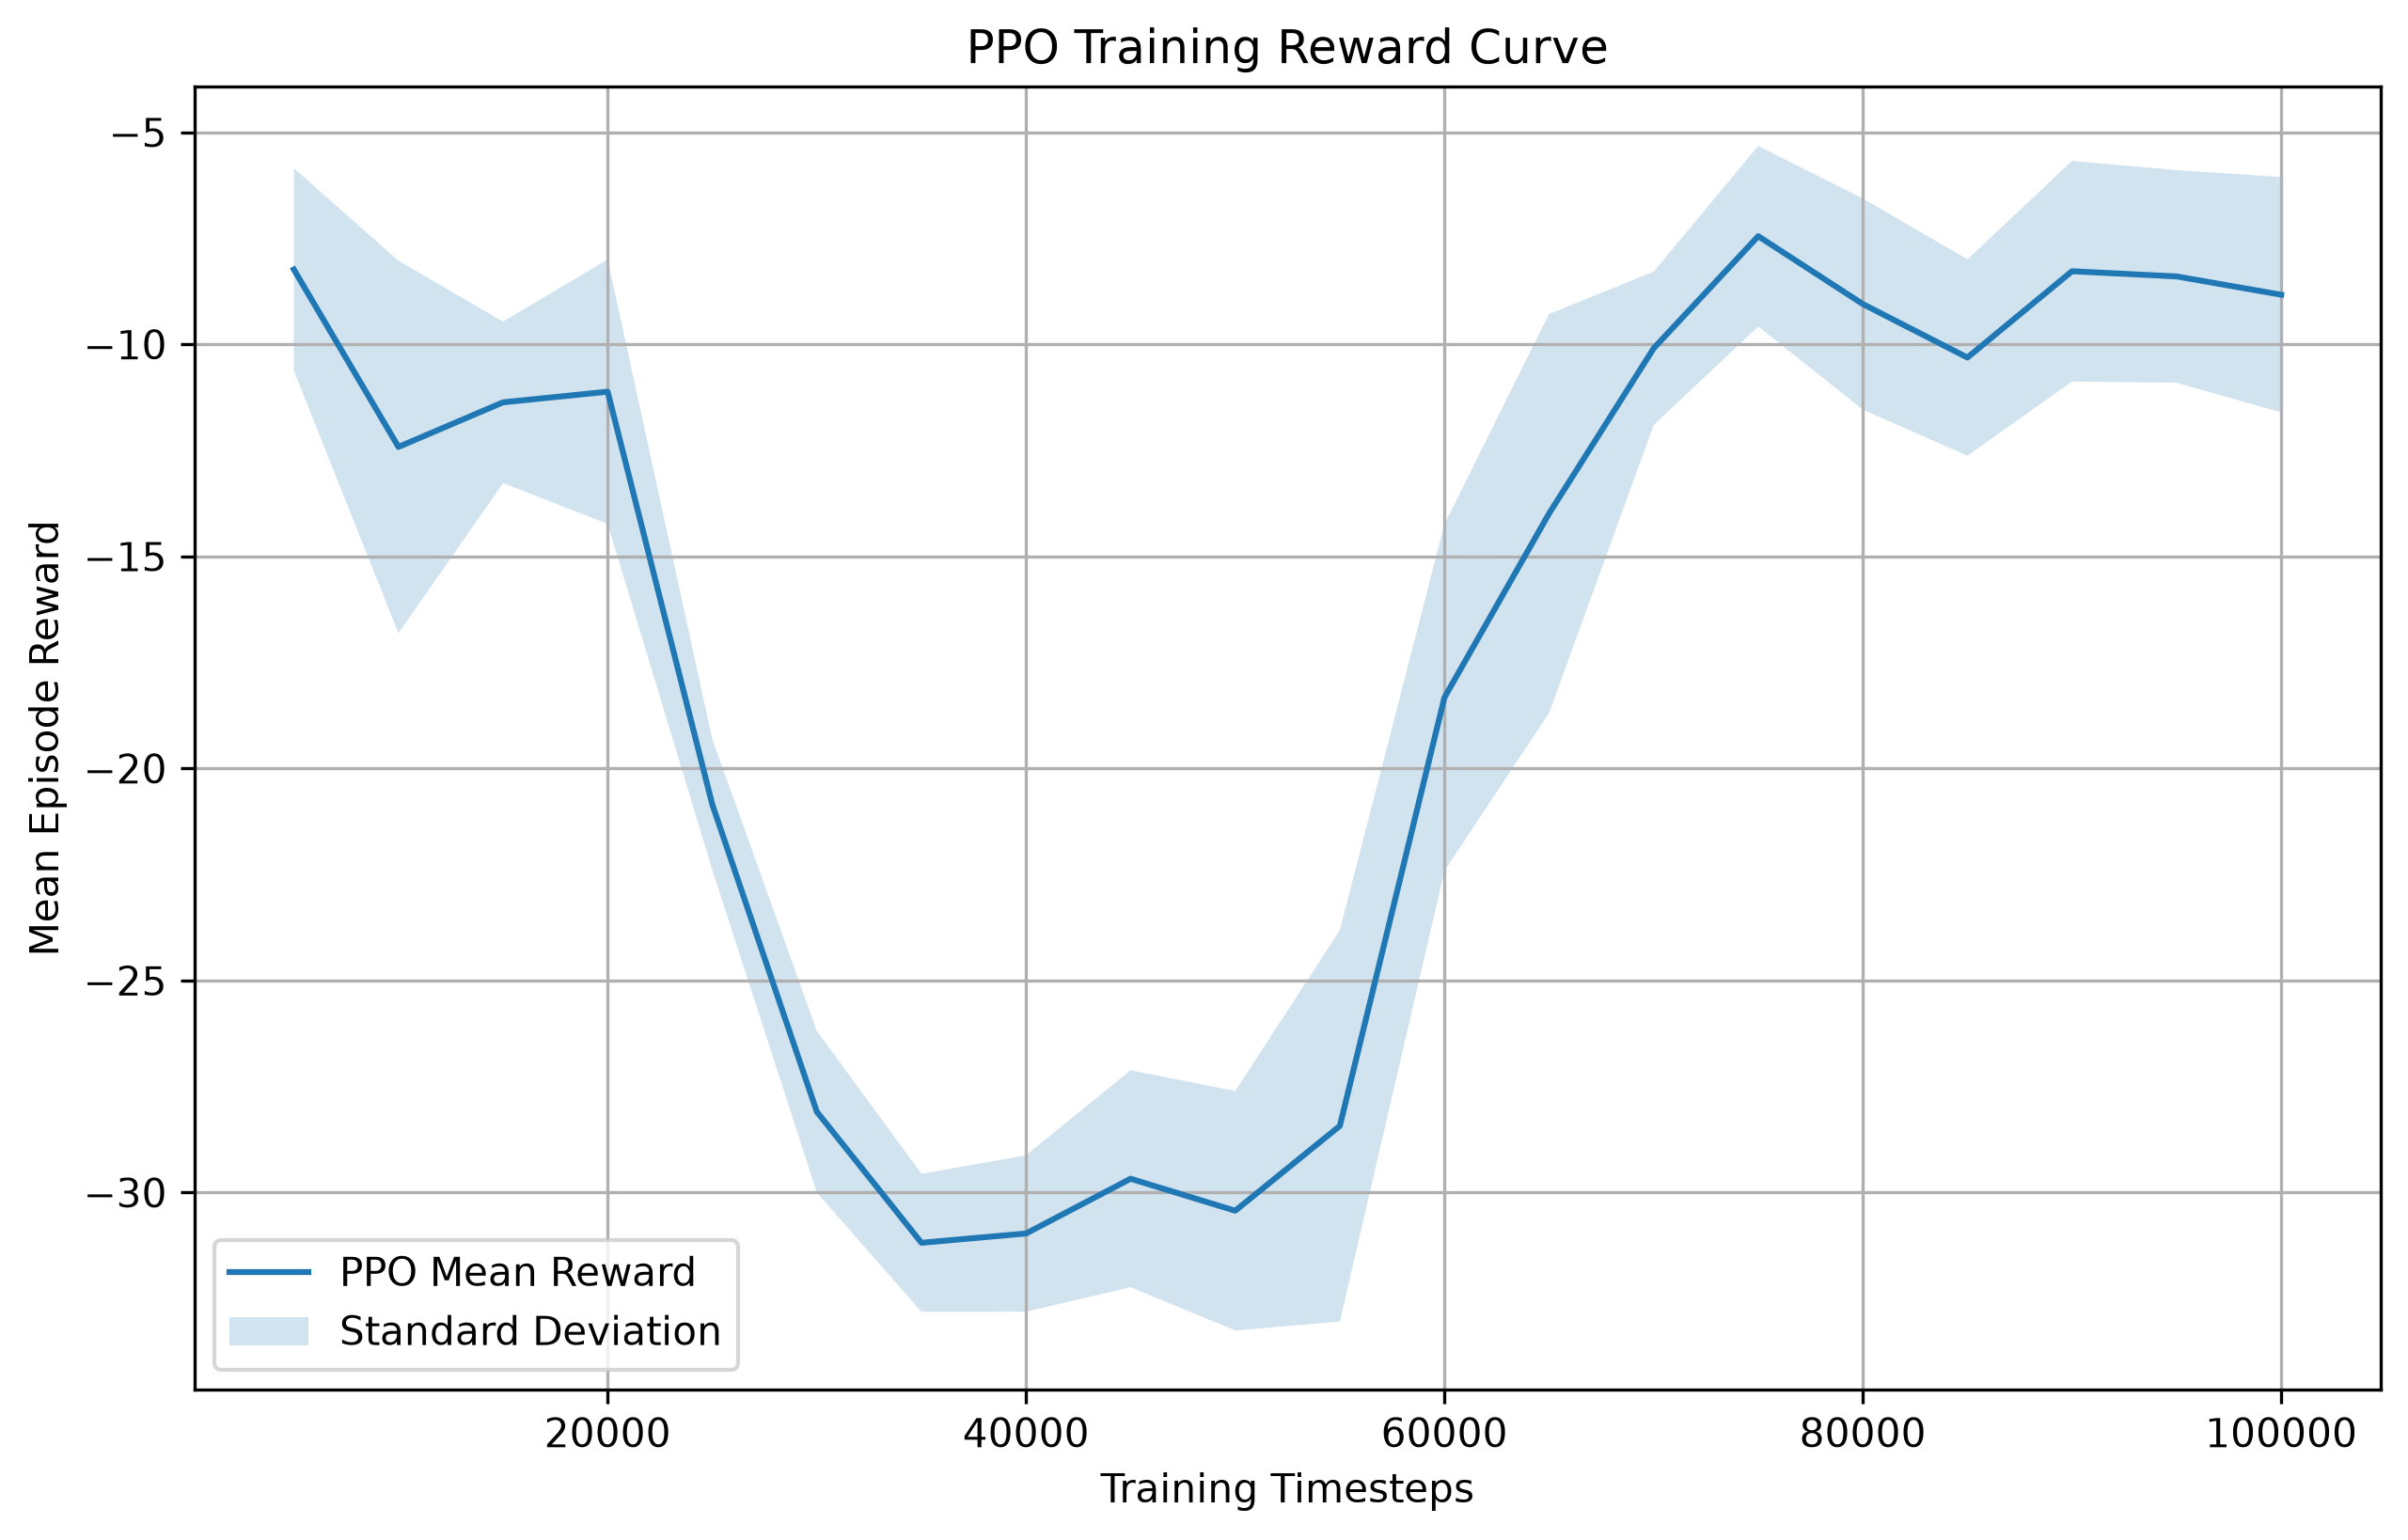 PPO Training Reward Curve
Mean Episode Reward
−5
−10
−15
−20
−25
−30
PPO Mean Reward
Standard Deviation
20000 40000 60000 80000 100000
Training Timesteps